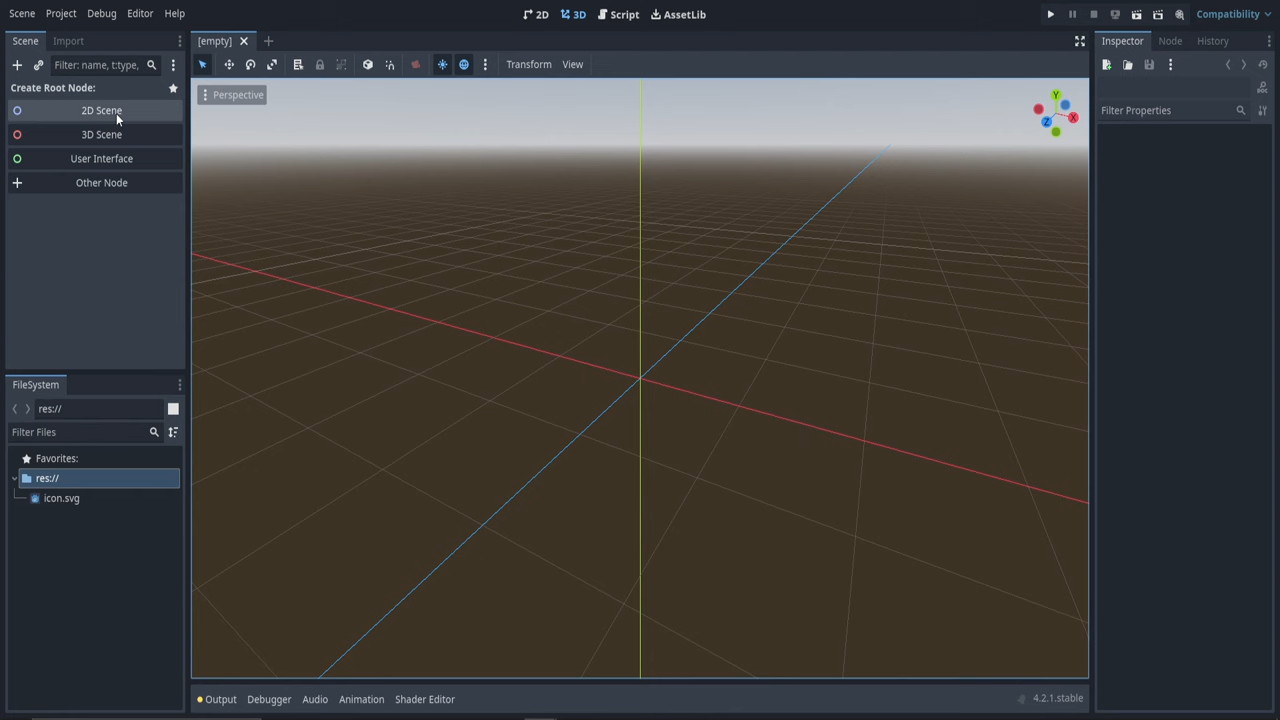 Scene Project Debug Editor Help
2D 3D Script AssetLib
Compatibility
Scene Import
[empty]
Inspector Node History
Filter: name, t:type,
Transform View
Create Root Node:
Perspective
2D Scene
3D Scene
User Interface
Other Node
Y
X
Z
Filter Properties
FileSystem
res://
Filter Files
Favorites:
res://
icon.svg
Output Debugger Audio Animation Shader Editor
4.2.1.stable